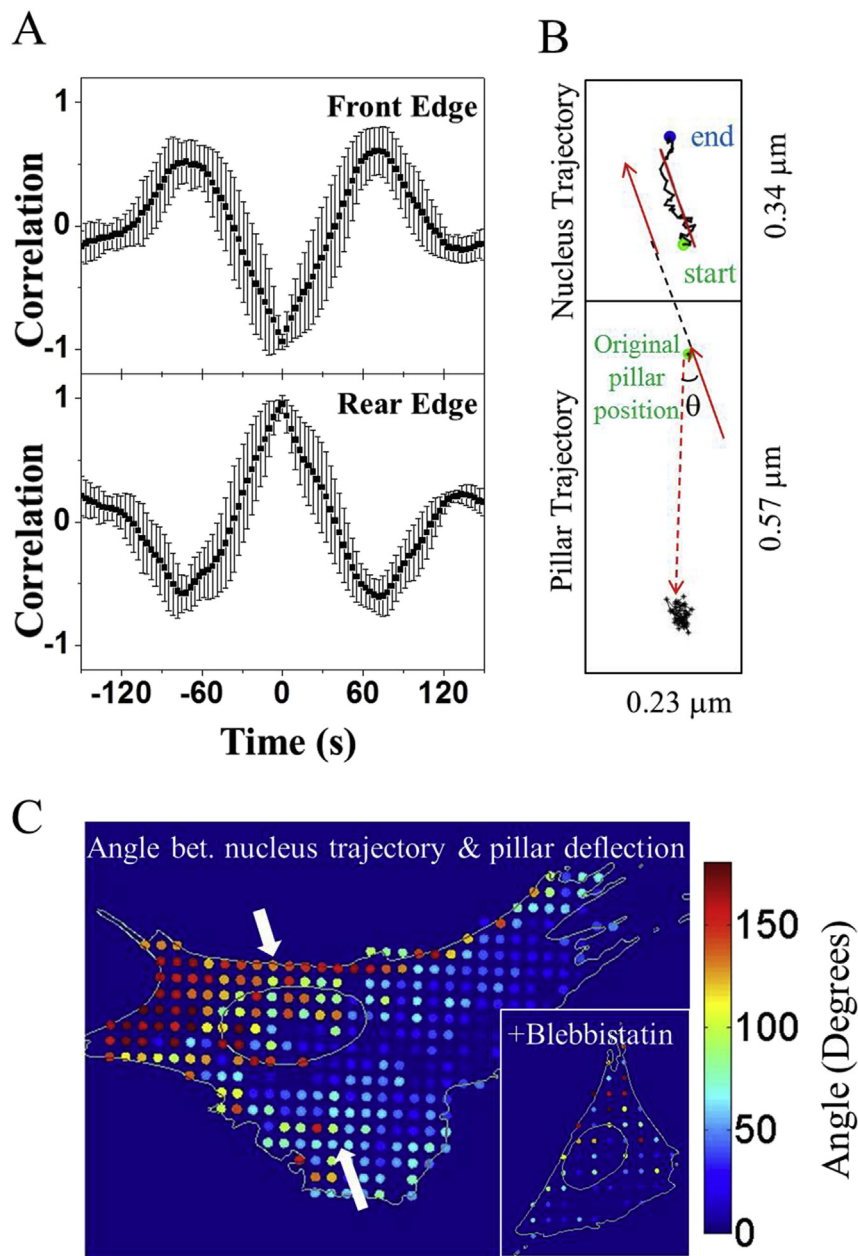 A
1
0
-1
Correlation
Front Edge
1
0
-1
Correlation
Rear Edge
-120 -60 0 60 120
Time (s)
B
Nucleus Trajectory
end
start
0.34 μm
Pillar Trajectory
Original
pillar
position
θ
0.57 μm
0.23 μm
C
Angle bet. nucleus trajectory & pillar deflection
+Blebbistatin
150
100
50
0
Angle (Degrees)